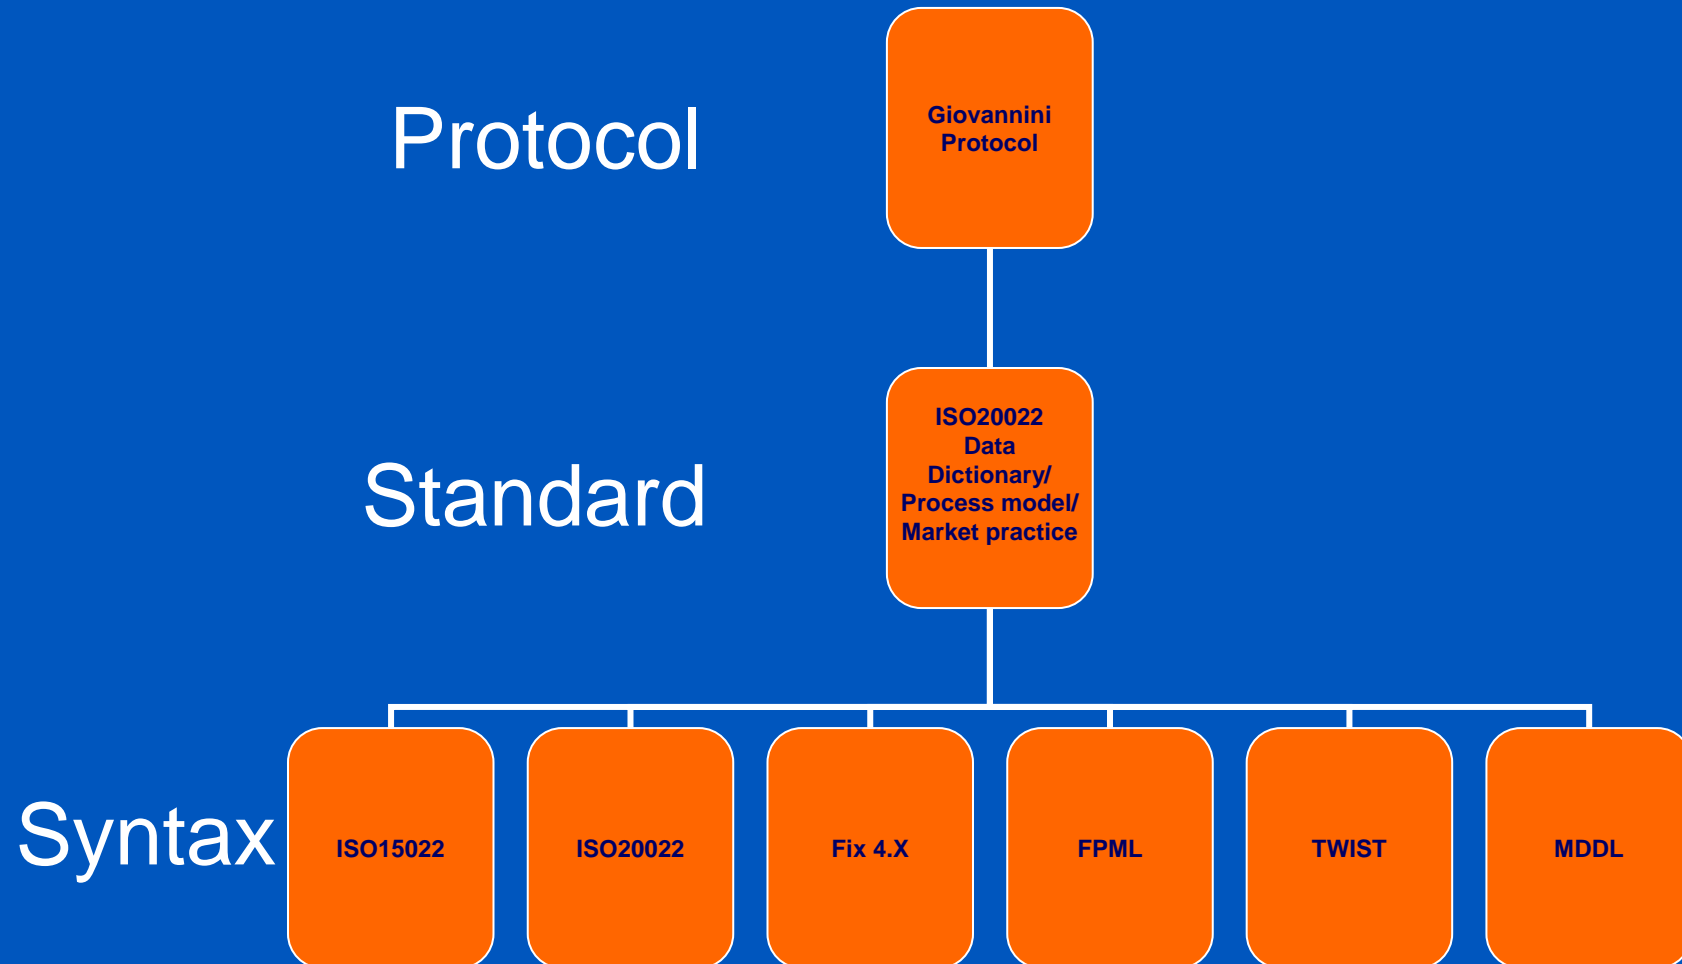 Protocol
Giovannini
Protocol
Standard
ISO20022
Data
Dictionary/
Process model/
Market practice
Syntax
ISO15022
ISO20022
Fix 4.X
FPML
TWIST
MDDL